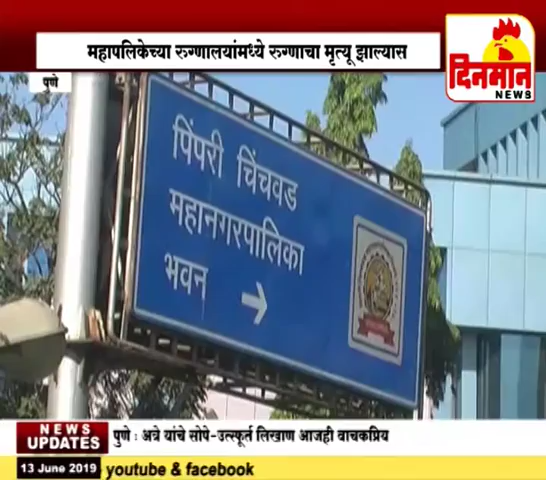 महापलिकेच्या रुग्णालयांमध्ये रुग्णाचा मृत्यू झाल्यास
दिनमान
NEWS
पुणे
पिंपरी चिंचवड
महानगरपालिका
भवन →
NEWS
UPDATES
पुणे : अत्रे यांचे सोपे-उत्स्फूर्त लिखाण आजही वाचकप्रिय
13 June 2019
youtube & facebook